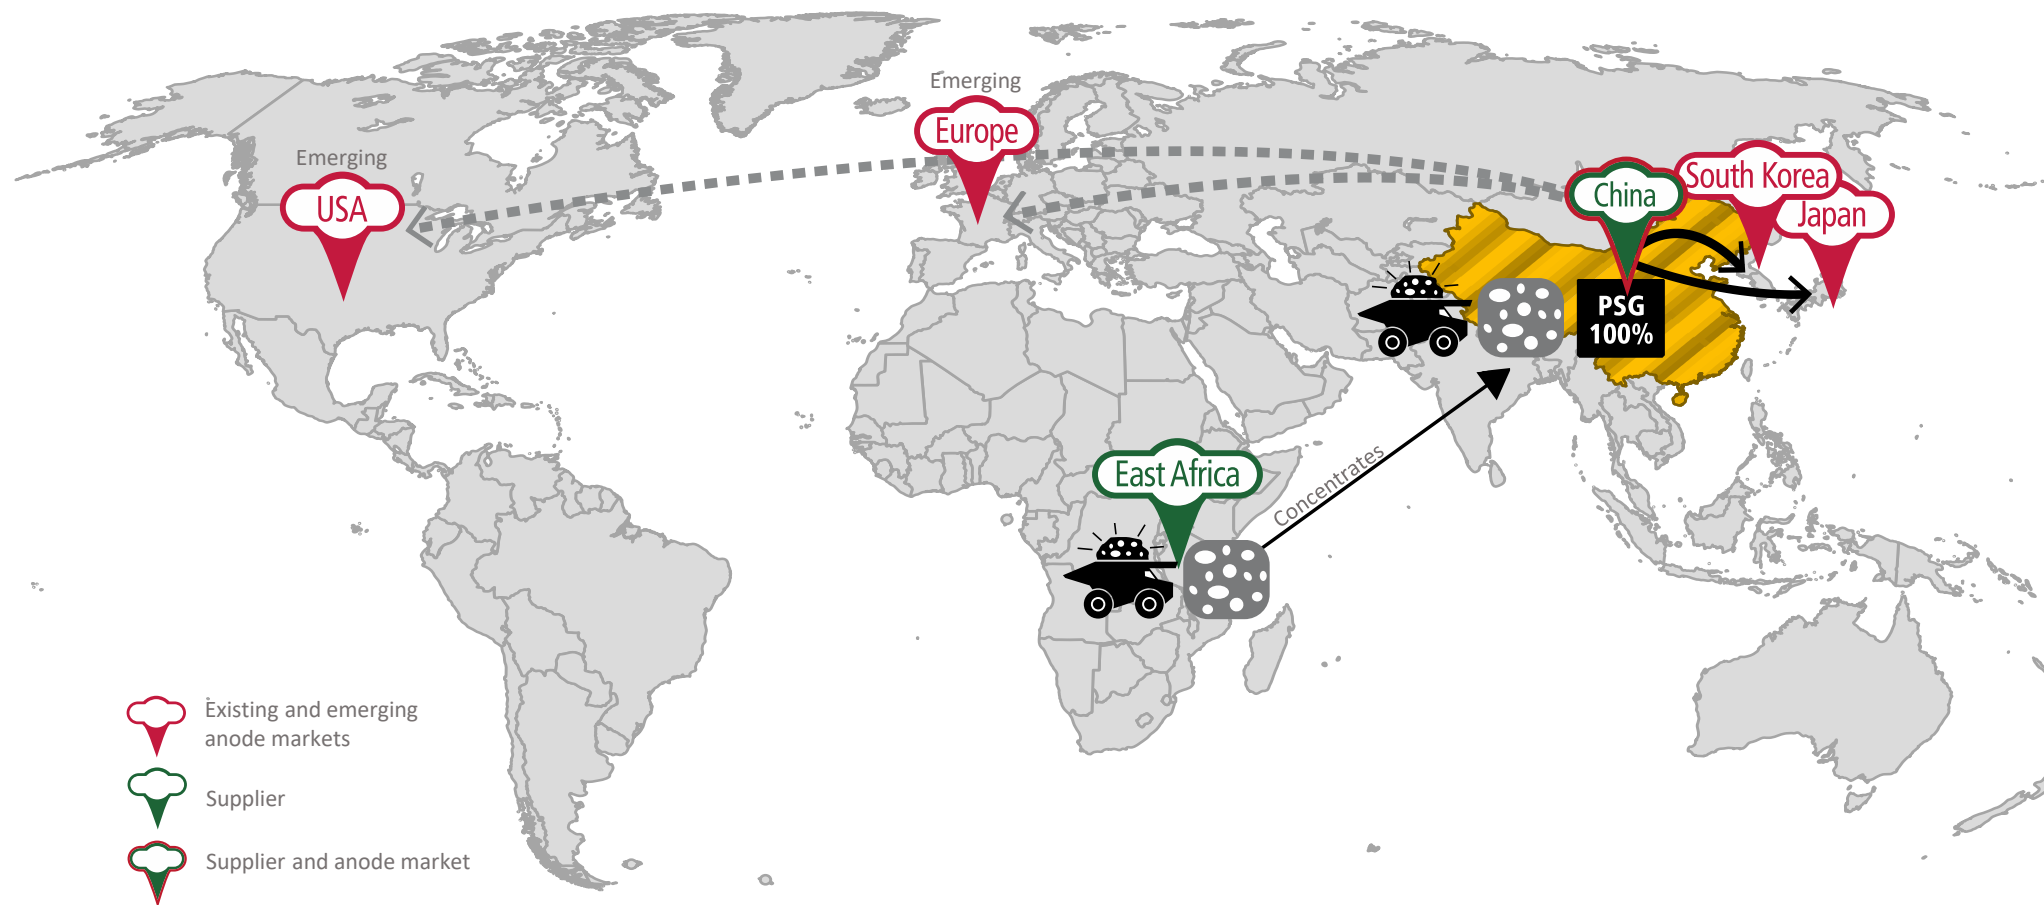 Emerging
Europe
Emerging
USA
China
South Korea
Japan
PSG
100%
East Africa
Concentrates
Existing and emerging
anode markets
Supplier
Supplier and anode market